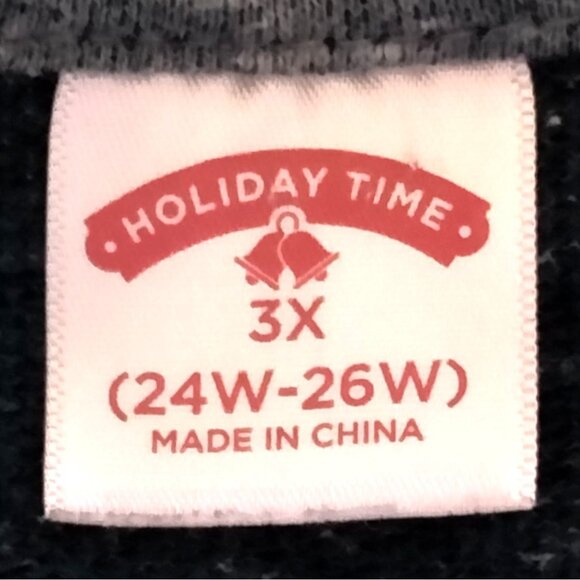 • HOLIDAY TIME •
3X
(24W-26W)
MADE IN CHINA